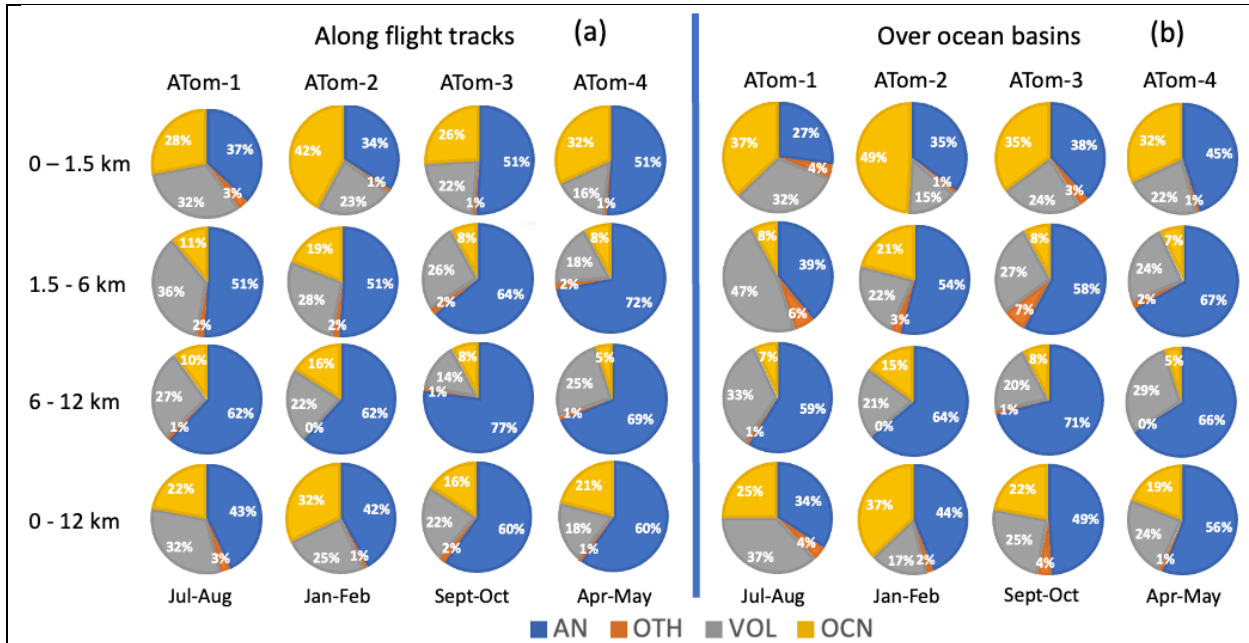 Along flight tracks (a) Over ocean basins (b)
ATom-1 ATom-2 ATom-3 ATom-4 ATom-1 ATom-2 ATom-3 ATom-4
0 – 1.5 km
28% 37% 3% 32%
42% 34% 1% 23%
26% 51% 1% 22%
32% 51% 1% 16%
37% 27% 4% 32%
49% 35% 1% 15%
35% 38% 3% 24%
32% 45% 1% 22%
1.5 - 6 km
11% 51% 2% 36%
19% 51% 2% 28%
8% 64% 2% 26%
8% 72% 2% 18%
8% 39% 6% 47%
21% 54% 3% 22%
8% 58% 7% 27%
7% 67% 2% 24%
6 - 12 km
10% 62% 1% 27%
16% 62% 0% 22%
8% 77% 1% 14%
5% 69% 1% 25%
7% 59% 1% 33%
15% 64% 0% 21%
8% 71% 1% 20%
5% 66% 0% 29%
0 - 12 km
22% 43% 3% 32%
32% 42% 1% 25%
16% 60% 2% 22%
21% 60% 1% 18%
25% 34% 4% 37%
37% 44% 2% 17%
22% 49% 4% 25%
19% 56% 1% 24%
Jul-Aug Jan-Feb Sept-Oct Apr-May Jul-Aug Jan-Feb Sept-Oct Apr-May
AN OTH VOL OCN